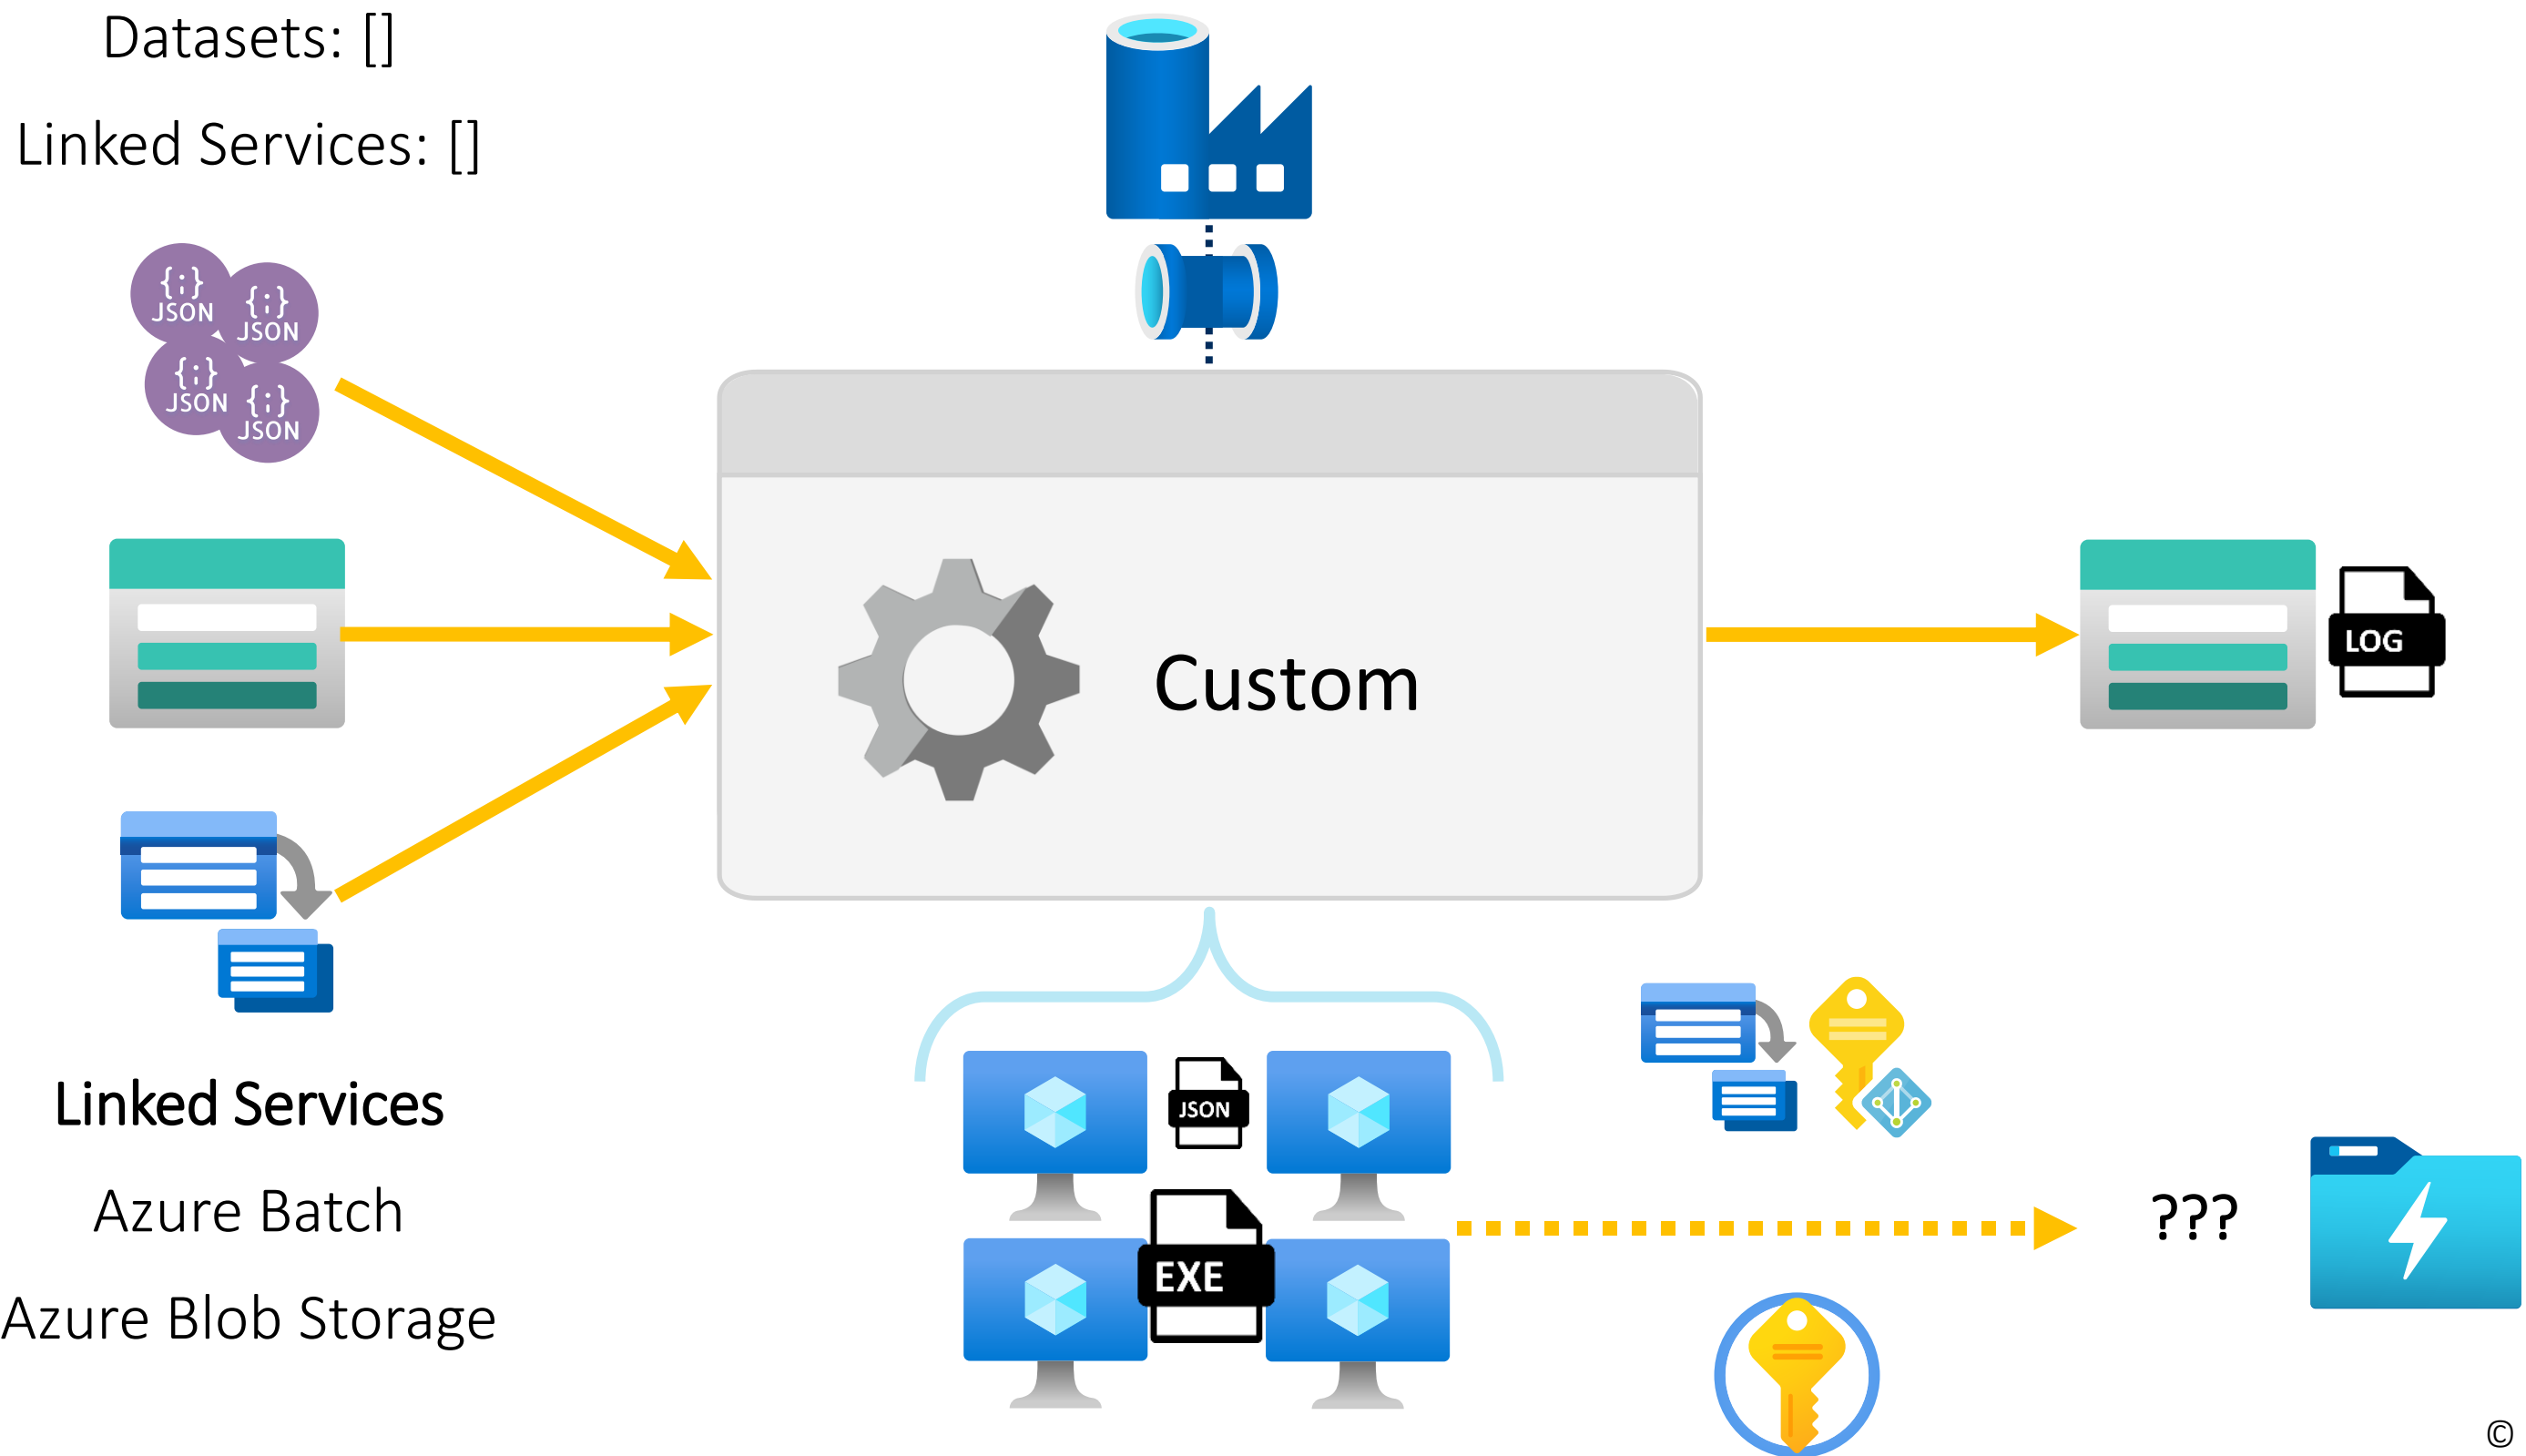 Datasets: []
Linked Services: []
{;}
JSON
{;}
JSON
{;}
JSON
{;}
JSON
Custom
LOG
Linked Services
Azure Batch
Azure Blob Storage
JSON
EXE
???
©